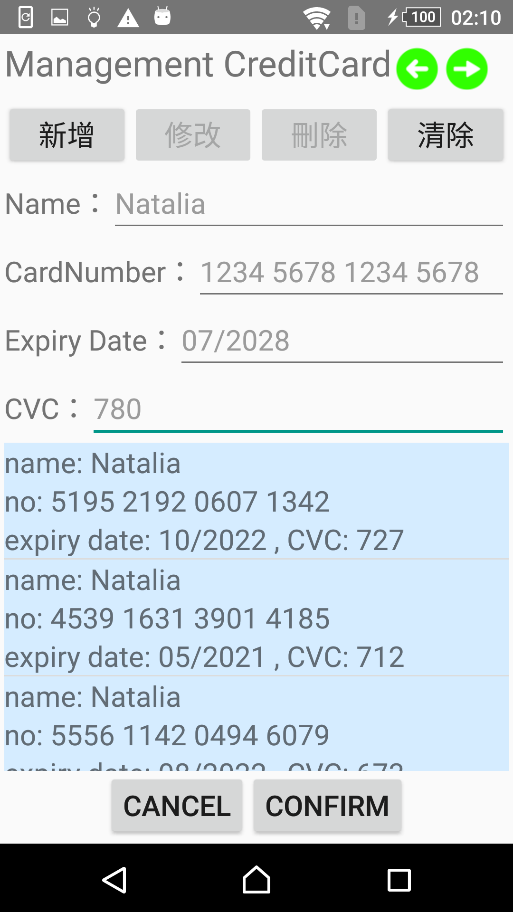 100 02:10
Management CreditCard
新增 修改 刪除 清除
Name： Natalia
CardNumber： 1234 5678 1234 5678
Expiry Date： 07/2028
CVC： 780
name: Natalia
no: 5195 2192 0607 1342
expiry date: 10/2022 , CVC: 727
name: Natalia
no: 4539 1631 3901 4185
expiry date: 05/2021 , CVC: 712
name: Natalia
no: 5556 1142 0494 6079
expiry date: , CVC:
CANCEL CONFIRM